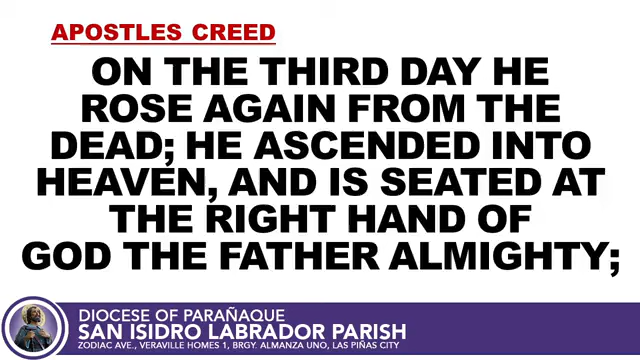 APOSTLES CREED
ON THE THIRD DAY HE
ROSE AGAIN FROM THE
DEAD; HE ASCENDED INTO
HEAVEN, AND IS SEATED AT
THE RIGHT HAND OF
GOD THE FATHER ALMIGHTY;
DIOCESE OF PARAÑAQUE
SAN ISIDRO LABRADOR PARISH
ZODIAC AVE., VERAVILLE HOMES 1, BRGY. ALMANZA UNO, LAS PIÑAS CITY